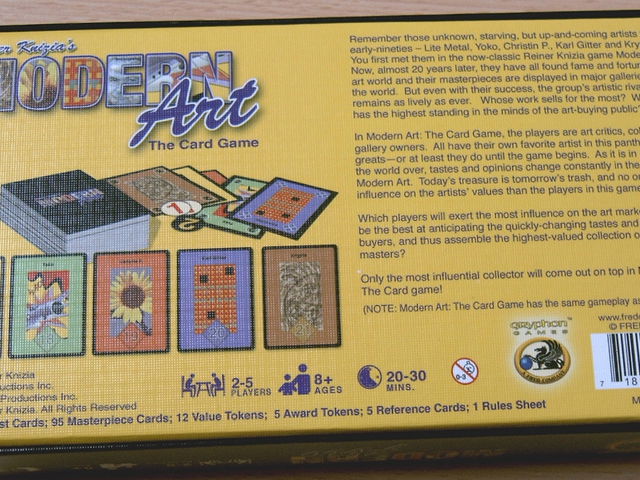 er Knizia's
MODERN
Art
The Card Game
Remember those unknown, starving, but up-and-coming artists
early-nineties – Lite Metal, Yoko, Christin P., Karl Gitter and Kry
You first met them in the now-classic Reiner Knizia game Mode
Now, almost 20 years later, they have all found fame and fortun
art world and their masterpieces are displayed in major galleri
the world. But even with their success, the group's artistic riva
remains as lively as ever. Whose work sells for the most? W
has the highest standing in the minds of the art-buying public
In Modern Art: The Card Game, the players are art critics, col
gallery owners. All have their own favorite artist in this panth
greats—or at least they do until the game begins. As it is in
the world over, tastes and opinions change constantly in the
Modern Art. Today's treasure is tomorrow's trash, and no on
influence on the artists' values than the players in this gam
Which players will exert the most influence on the art marke
be the best at anticipating the quickly-changing tastes and
buyers, and thus assemble the highest-valued collection o
masters?
Only the most influential collector will come out on top in M
The Card game!
(NOTE: Modern Art: The Card Game has the same gameplay a
www.fred
© FRE
gryphon
GAMES
7 18
M
2-5
PLAYERS
8+
AGES
20-30
MINS.
0-3
r Knizia
uctions Inc.
Productions Inc.
r Knizia. All Rights Reserved
st Cards; 95 Masterpiece Cards; 12 Value Tokens; 5 Award Tokens; 5 Reference Cards; 1 Rules Sheet